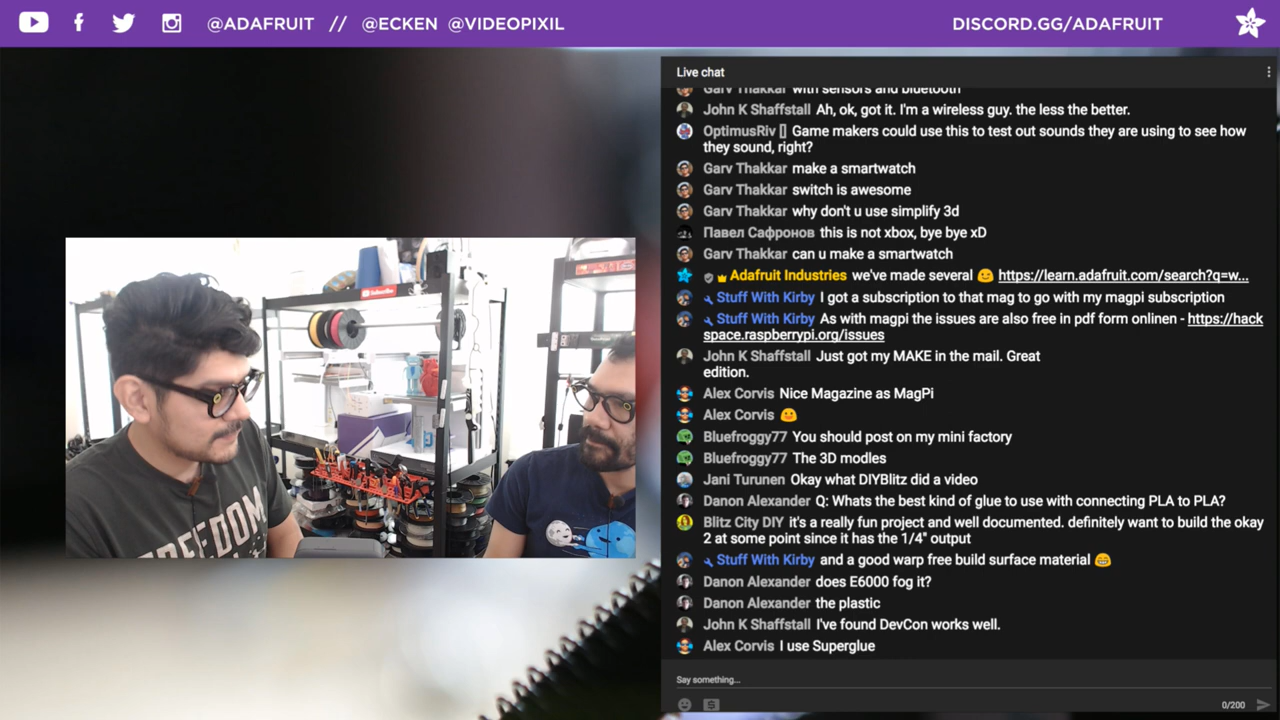 @ADAFRUIT // @ECKEN @VIDEOPIXIL
DISCORD.GG/ADAFRUIT
Live chat
Garv Thakkar with sensors and bluetooth
John K Shaffstall Ah, ok, got it. I'm a wireless guy. the less the better.
OptimusRiv [] Game makers could use this to test out sounds they are using to see how
they sound, right?
Garv Thakkar make a smartwatch
Garv Thakkar switch is awesome
Garv Thakkar why don't u use simplify 3d
Павел Сафронов this is not xbox, bye bye xD
Garv Thakkar can u make a smartwatch
Adafruit Industries we've made several https://learn.adafruit.com/search?q=w...
Stuff With Kirby I got a subscription to that mag to go with my magpi subscription
Stuff With Kirby As with magpi the issues are also free in pdf form onlinen - https://hack
space.raspberrypi.org/issues
John K Shaffstall Just got my MAKE in the mail. Great
edition.
Alex Corvis Nice Magazine as MagPi
Alex Corvis
Bluefroggy77 You should post on my mini factory
Bluefroggy77 The 3D modles
Jani Turunen Okay what DIYBlitz did a video
Danon Alexander Q: Whats the best kind of glue to use with connecting PLA to PLA?
Blitz City DIY it's a really fun project and well documented. definitely want to build the okay
2 at some point since it has the 1/4" output
Stuff With Kirby and a good warp free build surface material
Danon Alexander does E6000 fog it?
Danon Alexander the plastic
John K Shaffstall I've found DevCon works well.
Alex Corvis I use Superglue
Say something...
0/200
Subscribe
FREEDOM